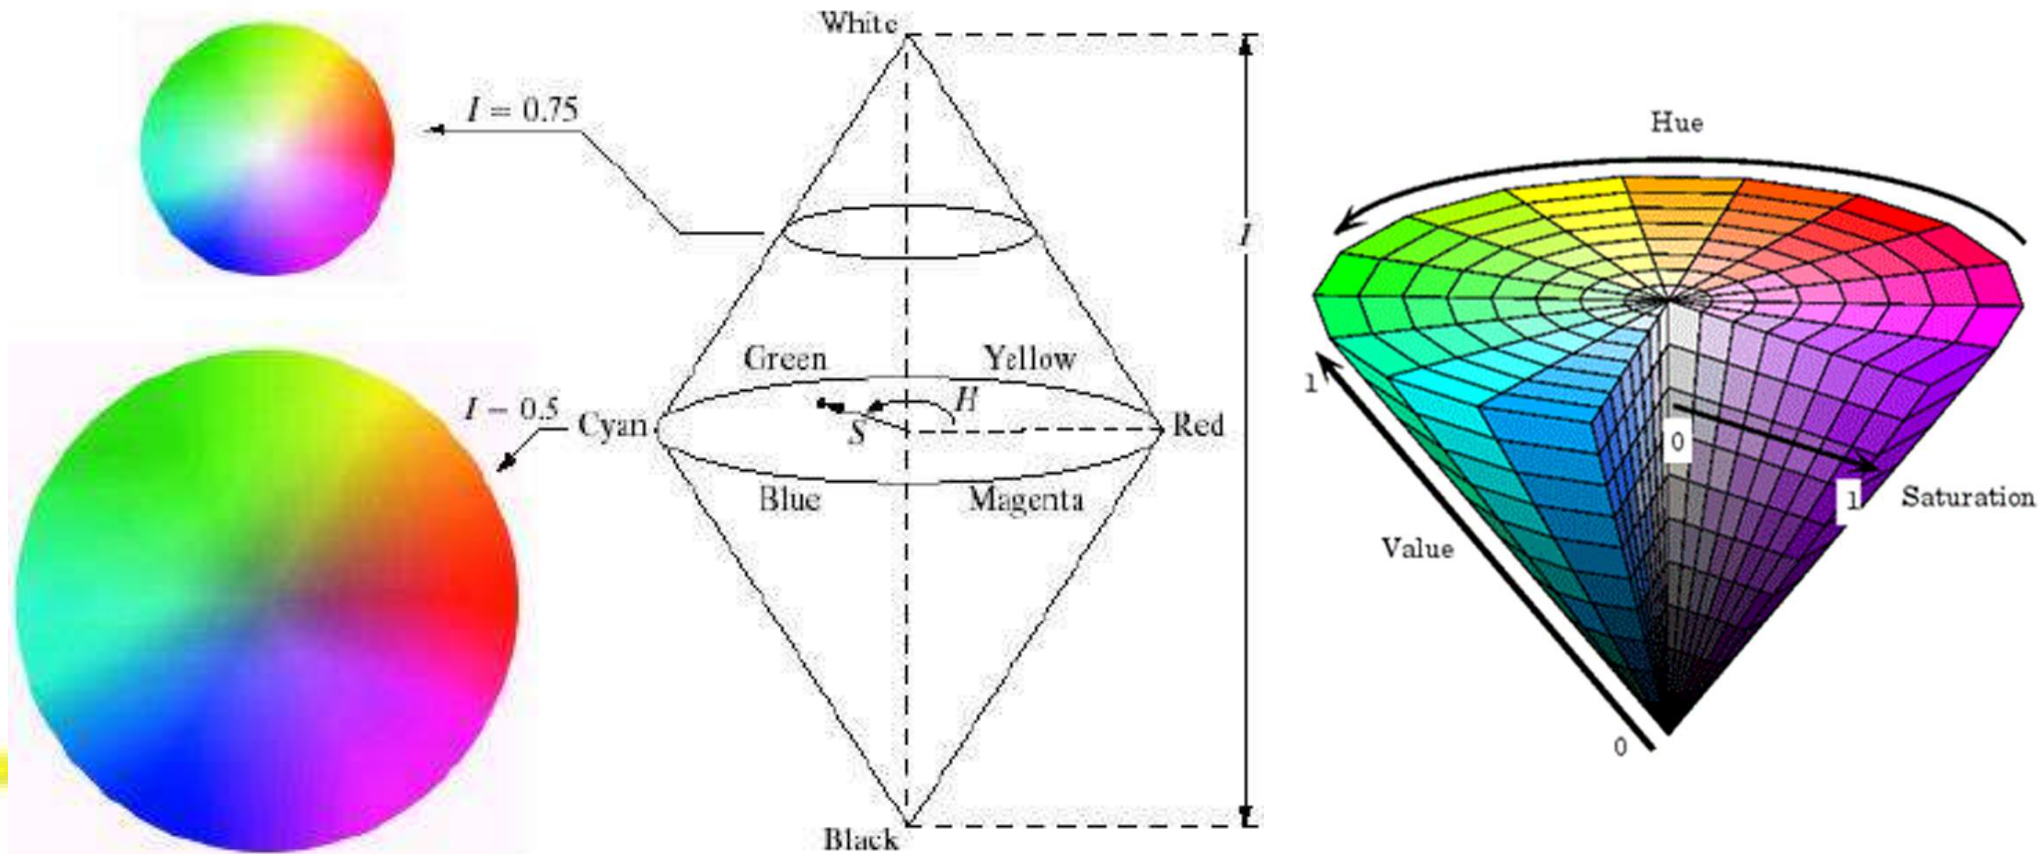 White
I = 0.75
I
Green
Yellow
H
I - 0.5
Cyan
S
Red
Blue
Magenta
Black
Hue
1
0
1
Saturation
Value
0